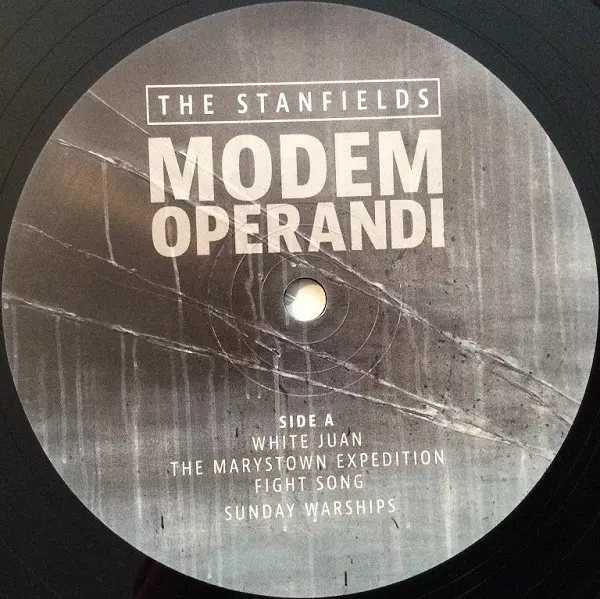 THE STANFIELDS
MODEM
OPERANDI
SIDE A
WHITE JUAN
THE MARYSTOWN EXPEDITION
FIGHT SONG
SUNDAY WARSHIPS